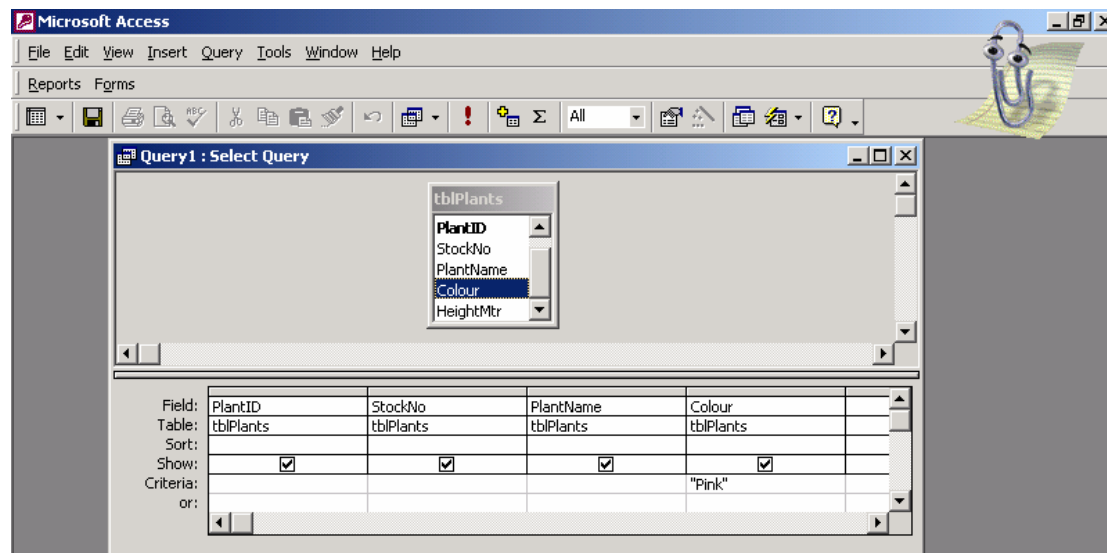 Microsoft Access
File Edit View Insert Query Tools Window Help
Reports Forms
ABC Σ All
Query1 : Select Query
tblPlants
PlantID
StockNo
PlantName
Colour
HeightMtr
Field: PlantID StockNo PlantName Colour
Table: tblPlants tblPlants tblPlants tblPlants
Sort:
Show:
Criteria: "Pink"
or: